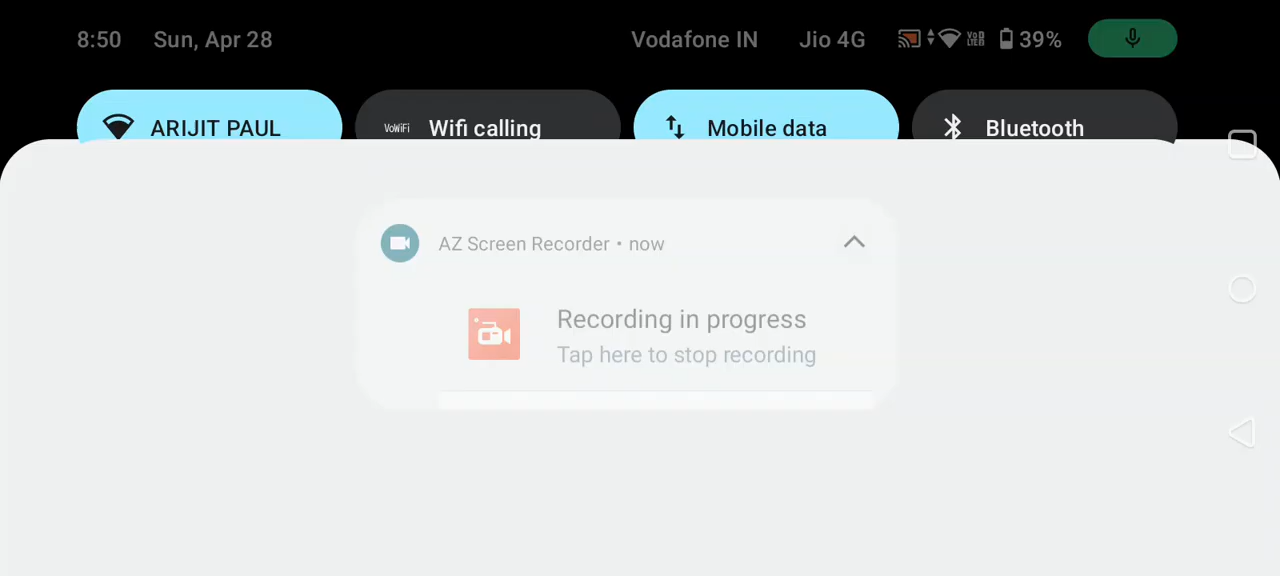 8:50 Sun, Apr 28 Vodafone IN Jio 4G 39%
ARIJIT PAUL VoWiFi Wifi calling Mobile data Bluetooth
AZ Screen Recorder • now
Recording in progress
Tap here to stop recording